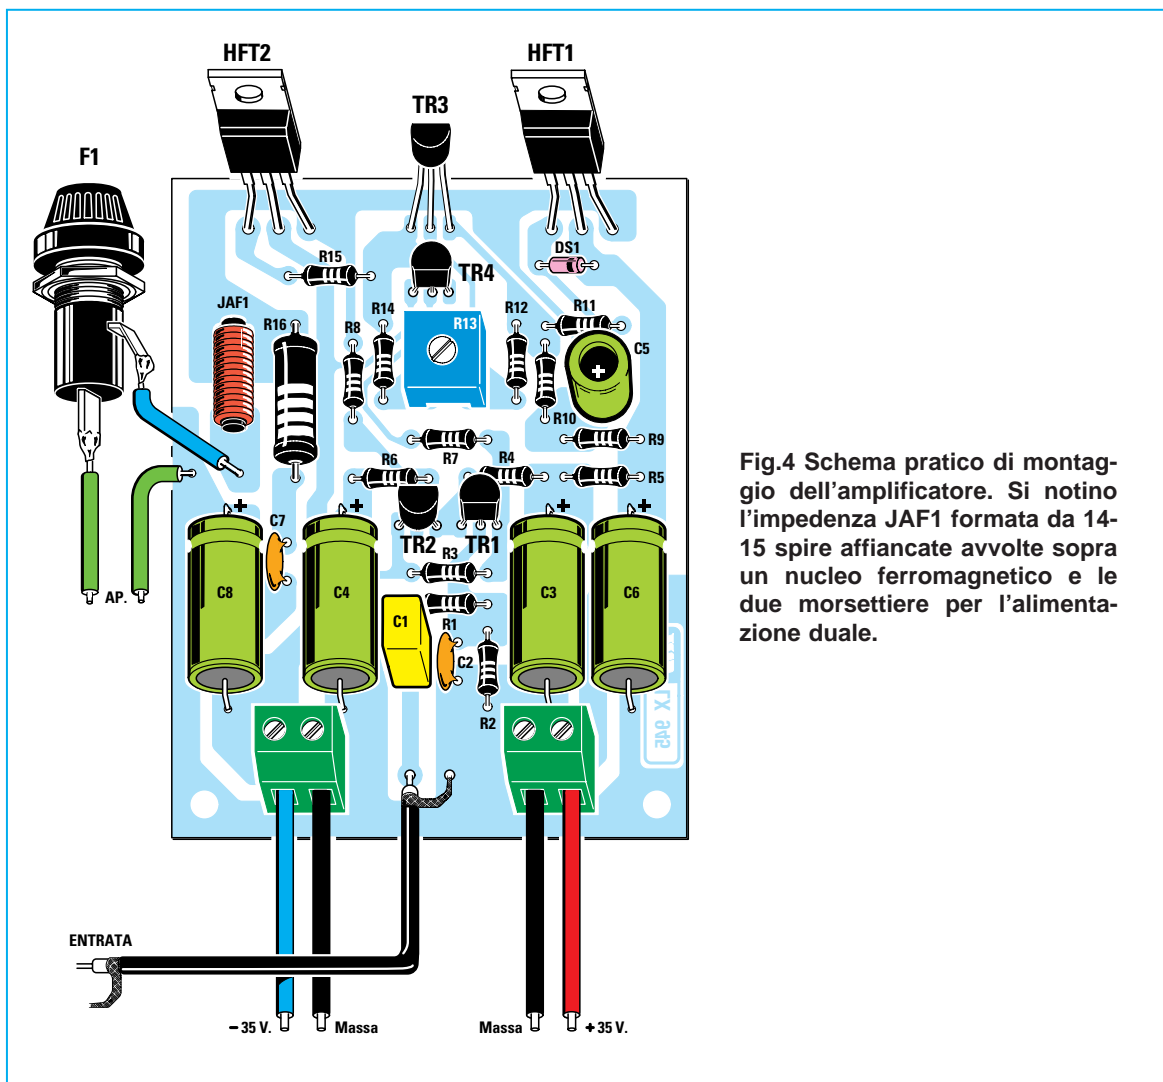 HFT2
HFT1
TR3
F1
DS1
R15
TR4
JAF1
R16
R8
R14
R13
R12
R11
C5
R10
R9
R7
R6
R4
R5
C7
TR2
TR1
R3
AP.
C8
C4
C1
R1
C2
C3
C6
R2
LX 945
ENTRATA
– 35 V.
Massa
Massa
+ 35 V.
Fig.4 Schema pratico di montag-
gio dell'amplificatore. Si notino
l'impedenza JAF1 formata da 14-
15 spire affiancate avvolte sopra
un nucleo ferromagnetico e le
due morsettiere per l'alimenta-
zione duale.